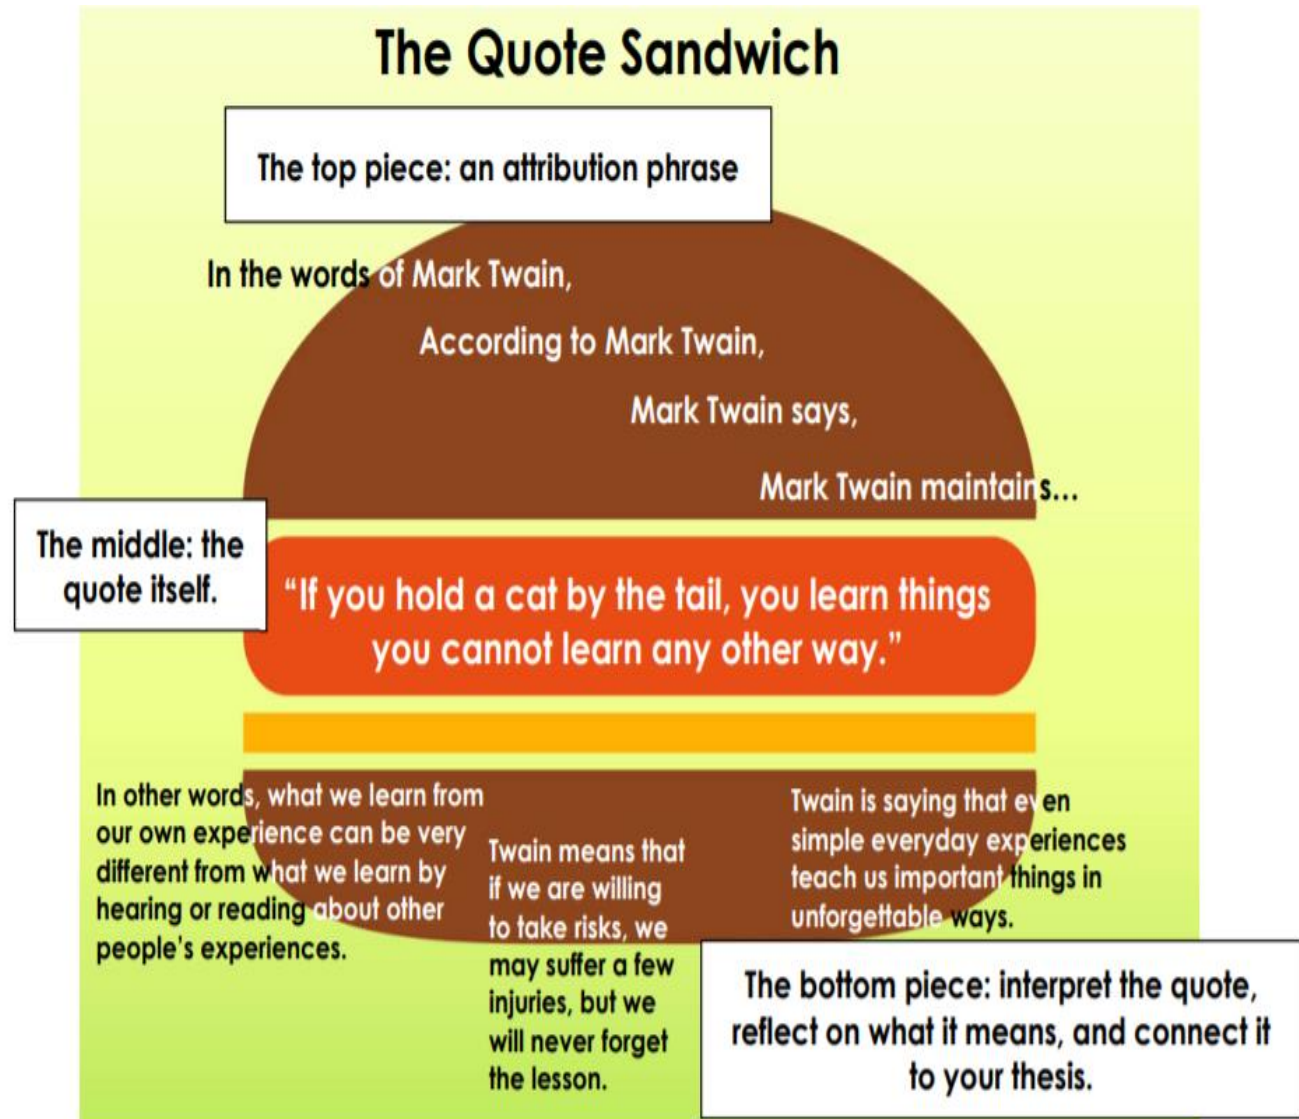 The Quote Sandwich
The top piece: an attribution phrase
In the words of Mark Twain,
According to Mark Twain,
Mark Twain says,
Mark Twain maintains...
The middle: the
quote itself.
“If you hold a cat by the tail, you learn things
you cannot learn any other way.”
In other words, what we learn from
our own experience can be very
different from what we learn by
hearing or reading about other
people's experiences.
Twain means that
if we are willing
to take risks, we
may suffer a few
injuries, but we
will never forget
the lesson.
Twain is saying that even
simple everyday experiences
teach us important things in
unforgettable ways.
The bottom piece: interpret the quote,
reflect on what it means, and connect it
to your thesis.